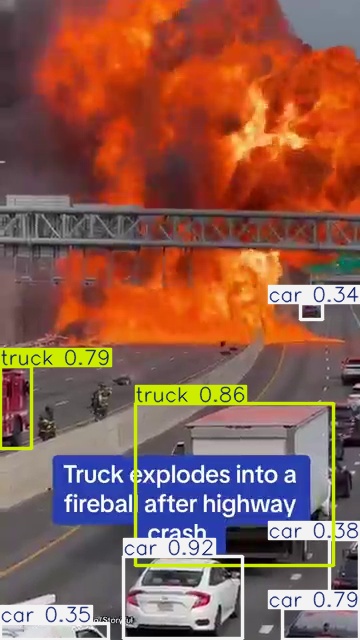 car 0.34
truck 0.79
truck 0.86
Truck explodes into a
fireball after highway
crash
car 0.38
car 0.92
car 0.79
car 0.35